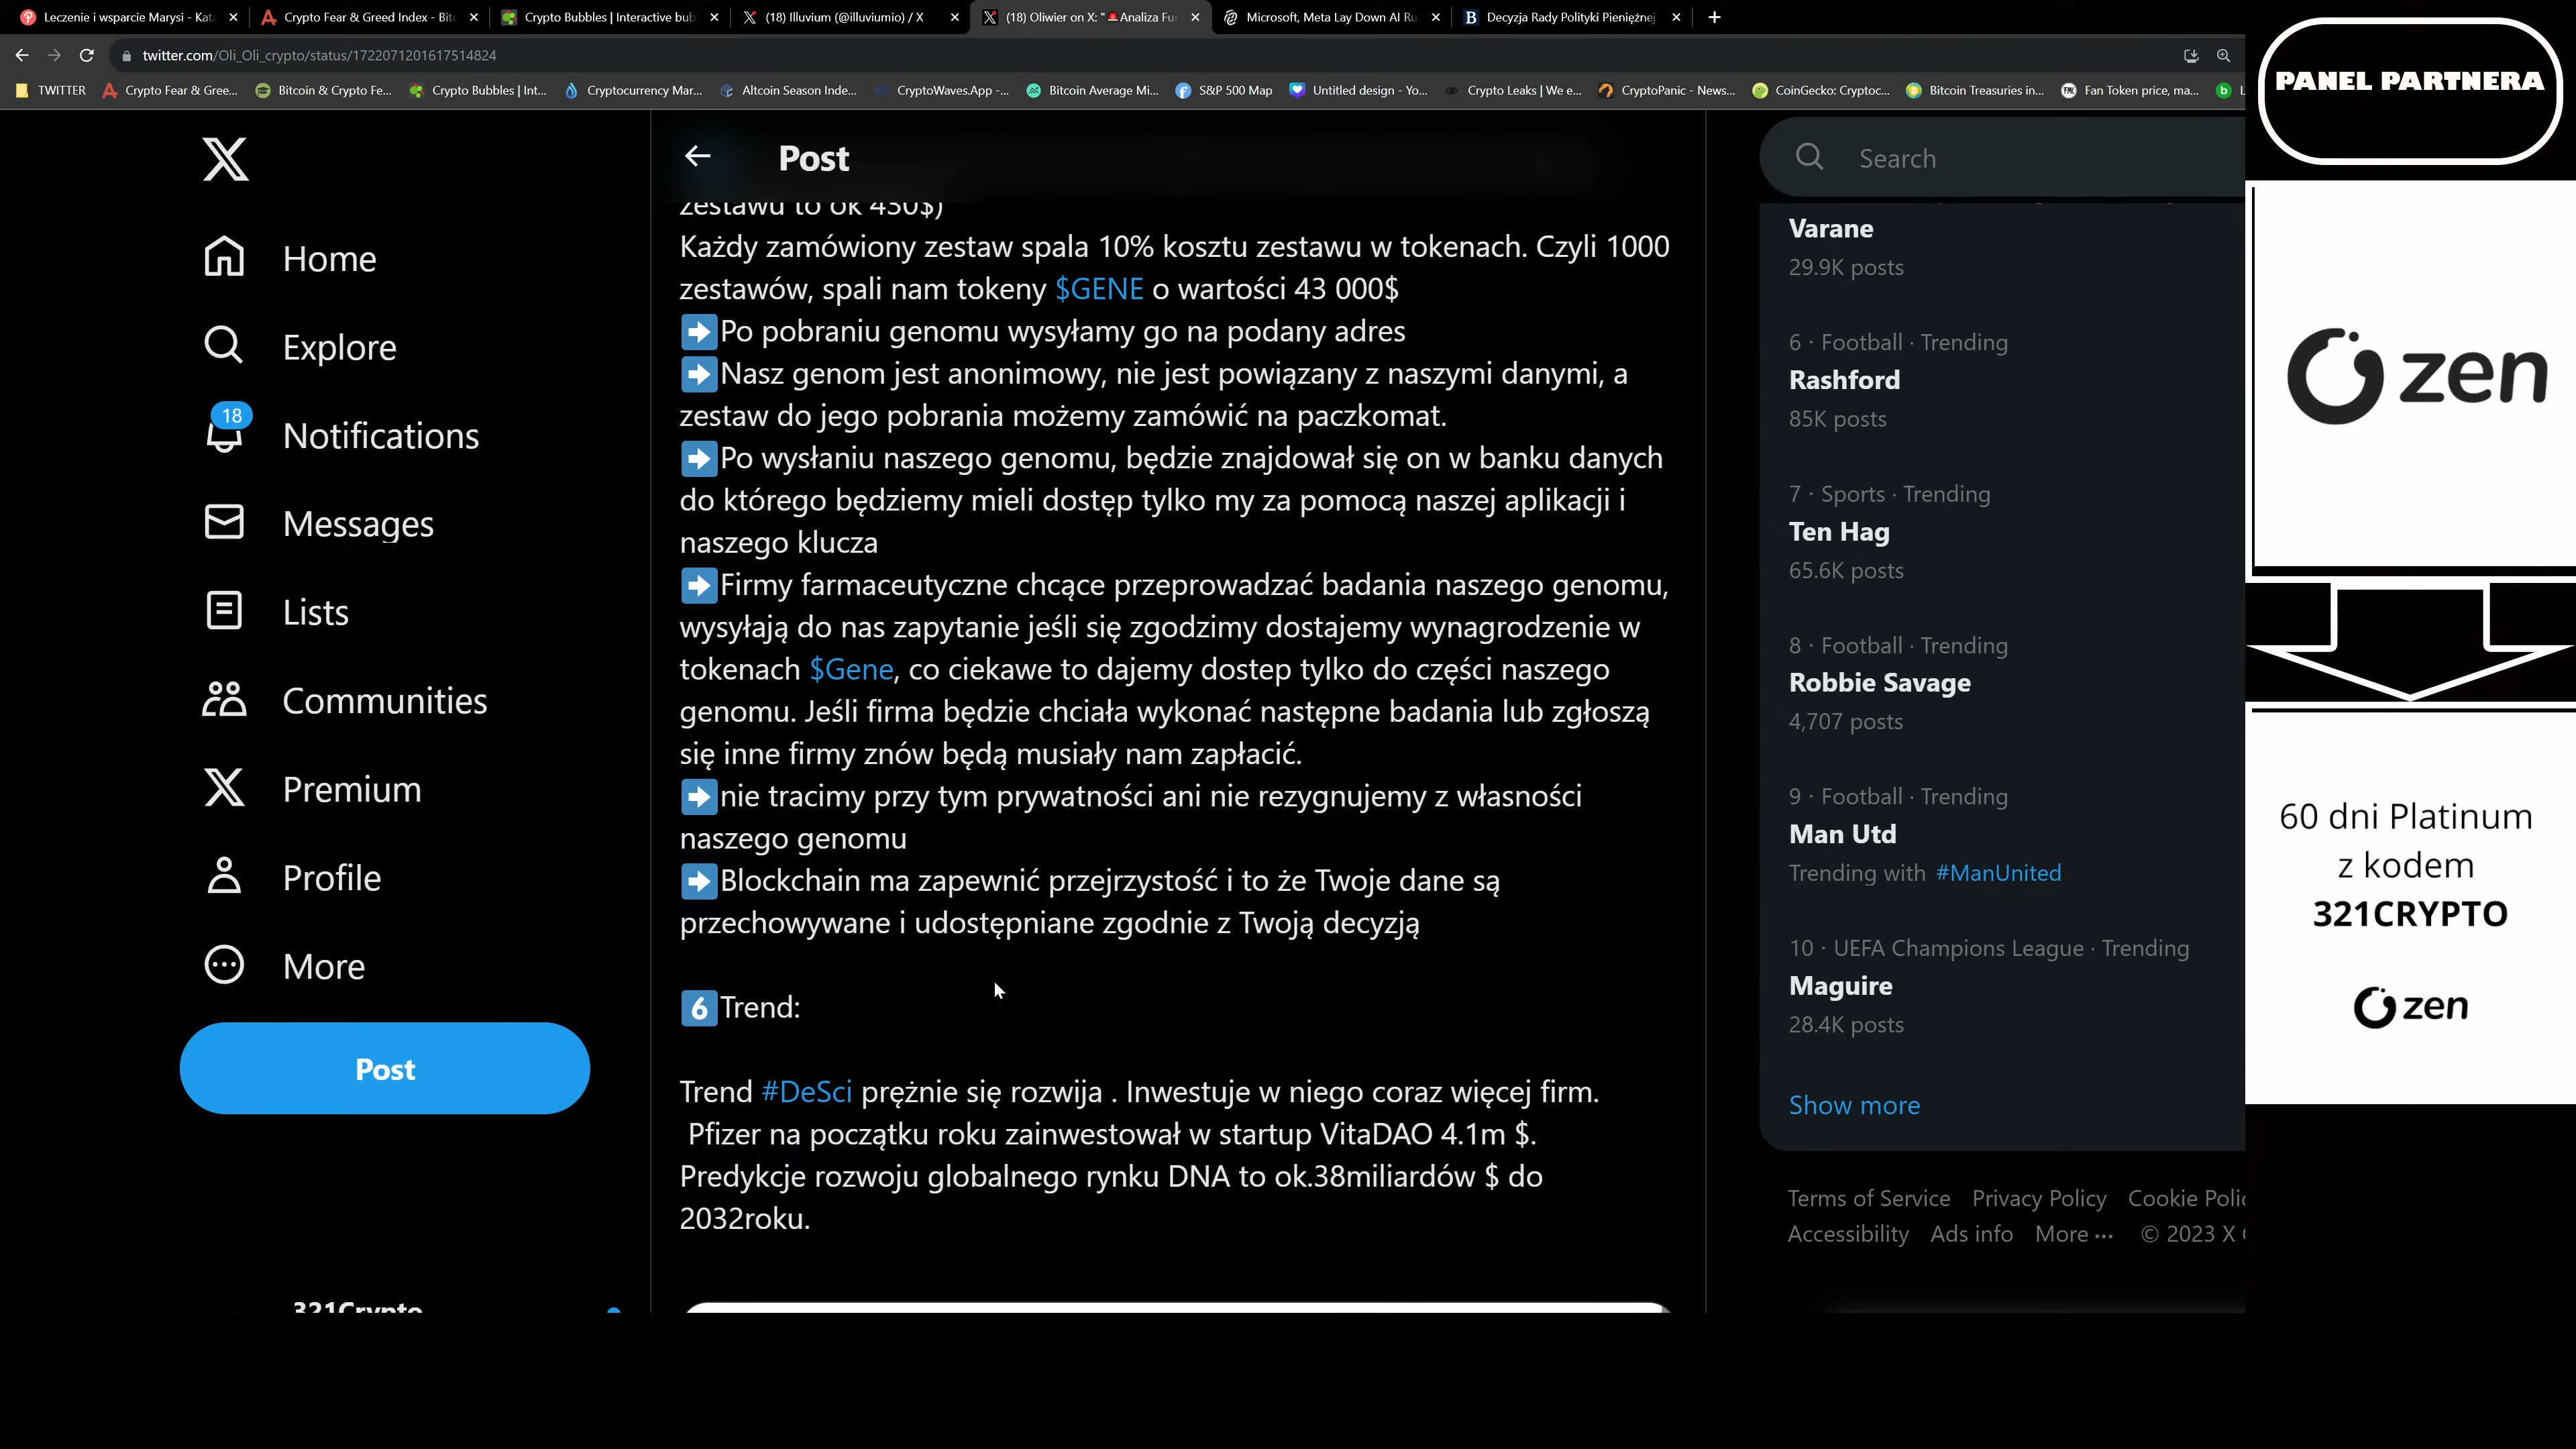 Leczenie i wsparcie Marysi - Kata
Crypto Fear & Greed Index - Bitc
Crypto Bubbles | Interactive bub
(18) Illuvium (@illuviumio) / X
(18) Oliwier on X: "🚨Analiza Fu
Microsoft, Meta Lay Down AI Ru
Decyzja Rady Polityki Pieniężnej
twitter.com/Oli_Oli_crypto/status/1722071201617514824
TWITTER
Crypto Fear & Gree...
Bitcoin & Crypto Fe...
Crypto Bubbles | Int...
Cryptocurrency Mar...
Altcoin Season Inde...
CryptoWaves.App -...
Bitcoin Average Mi...
S&P 500 Map
Untitled design - Yo...
Crypto Leaks | We e...
CryptoPanic - News...
CoinGecko: Cryptoc...
Bitcoin Treasuries in...
Fan Token price, ma...
Home
Explore
18
Notifications
Messages
Lists
Communities
Premium
Profile
More
Post
321Crypto
Post
zestawu to ok 430$)
Każdy zamówiony zestaw spala 10% kosztu zestawu w tokenach. Czyli 1000
zestawów, spali nam tokeny $GENE o wartości 43 000$
➡️Po pobraniu genomu wysyłamy go na podany adres
➡️Nasz genom jest anonimowy, nie jest powiązany z naszymi danymi, a
zestaw do jego pobrania możemy zamówić na paczkomat.
➡️Po wysłaniu naszego genomu, będzie znajdował się on w banku danych
do którego będziemy mieli dostęp tylko my za pomocą naszej aplikacji i
naszego klucza
➡️Firmy farmaceutyczne chcące przeprowadzać badania naszego genomu,
wysyłają do nas zapytanie jeśli się zgodzimy dostajemy wynagrodzenie w
tokenach $Gene, co ciekawe to dajemy dostep tylko do części naszego
genomu. Jeśli firma będzie chciała wykonać następne badania lub zgłoszą
się inne firmy znów będą musiały nam zapłacić.
➡️nie tracimy przy tym prywatności ani nie rezygnujemy z własności
naszego genomu
➡️Blockchain ma zapewnić przejrzystość i to że Twoje dane są
przechowywane i udostępniane zgodnie z Twoją decyzją
6️⃣Trend:
Trend #DeSci prężnie się rozwija . Inwestuje w niego coraz więcej firm.
Pfizer na początku roku zainwestował w startup VitaDAO 4.1m $.
Predykcje rozwoju globalnego rynku DNA to ok.38miliardów $ do
2032roku.
Search
Varane
29.9K posts
6 · Football · Trending
Rashford
85K posts
7 · Sports · Trending
Ten Hag
65.6K posts
8 · Football · Trending
Robbie Savage
4,707 posts
9 · Football · Trending
Man Utd
Trending with #ManUnited
10 · UEFA Champions League · Trending
Maguire
28.4K posts
Show more
Terms of Service Privacy Policy Cookie Polic
Accessibility Ads info More ··· © 2023 X
PANEL PARTNERA
zen
60 dni Platinum
z kodem
321CRYPTO
zen